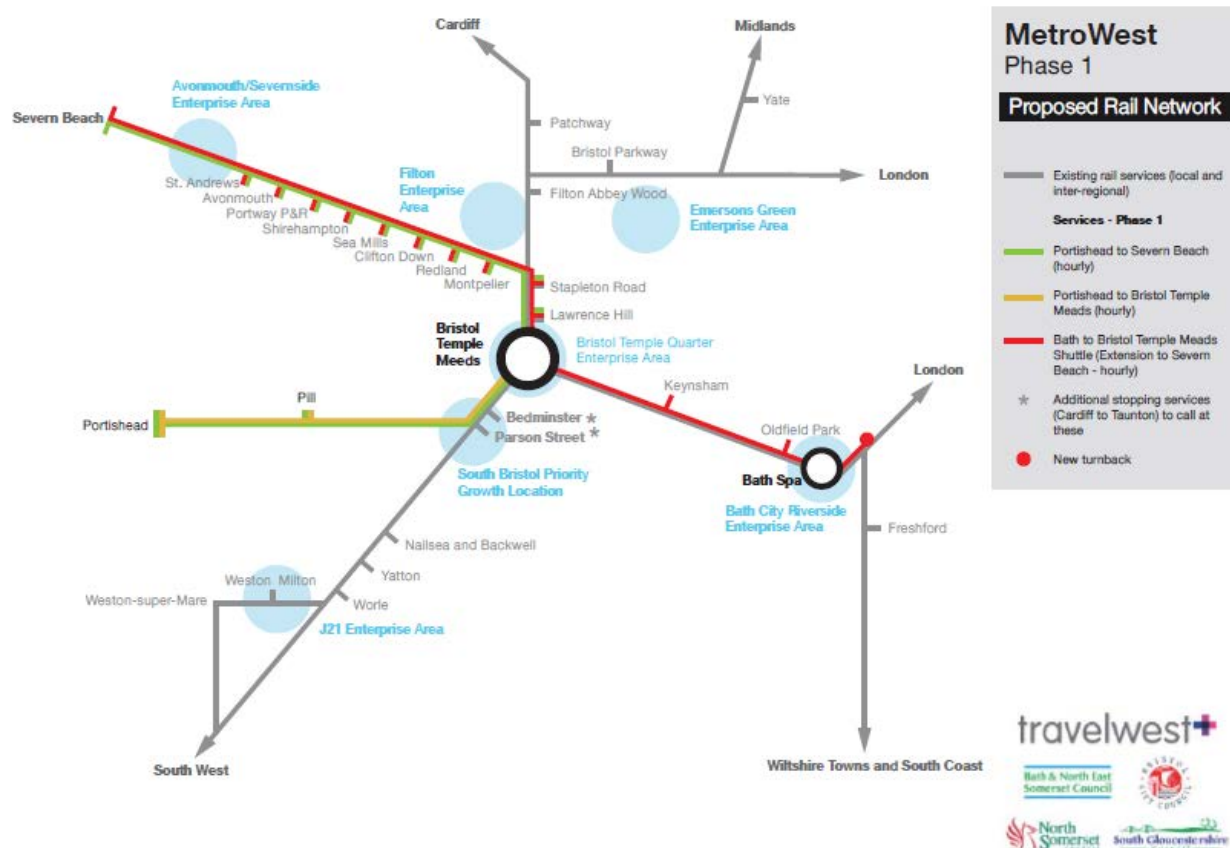 Cardiff
Midlands
MetroWest
Phase 1
Proposed Rail Network
Avonmouth/Severnside
Enterprise Area
Severn Beach
Yate
Patchway
Bristol Parkway
London
Filton
Enterprise
Area
Filton Abbey Wood
Emersons Green
Enterprise Area
St. Andrews
Avonmouth
Portway P&R
Shirehampton
Sea Mills
Clifton Down
Redland
Montpelier
Stapleton Road
Lawrence Hill
Bristol
Temple
Meeds
Bristol Temple Quarter
Enterprise Area
Existing rail services (local and
inter-regional)
Services - Phase 1
Portishead to Severn Beach
(hourly)
Portishead to Bristol Temple
Meads (hourly)
Bath to Bristol Temple Meads
Shuttle (Extension to Severn
Beach - hourly)
* Additional stopping services
(Cardiff to Taunton) to call at
these
New turnback
Keynsham
London
Pill
Portishead
Bedminster *
Parson Street *
Oldfield Park
South Bristol Priority
Growth Location
Bath Spa
Bath City Riverside
Enterprise Area
Freshford
Nailsea and Backwell
Yatton
Worle
Weston Milton
Weston-super-Mare
J21 Enterprise Area
South West
Wiltshire Towns and South Coast
travelwest+
Bath & North East
Somerset Council
BRISTOL
CITY COUNCIL
North
Somerset
South Gloucestershire